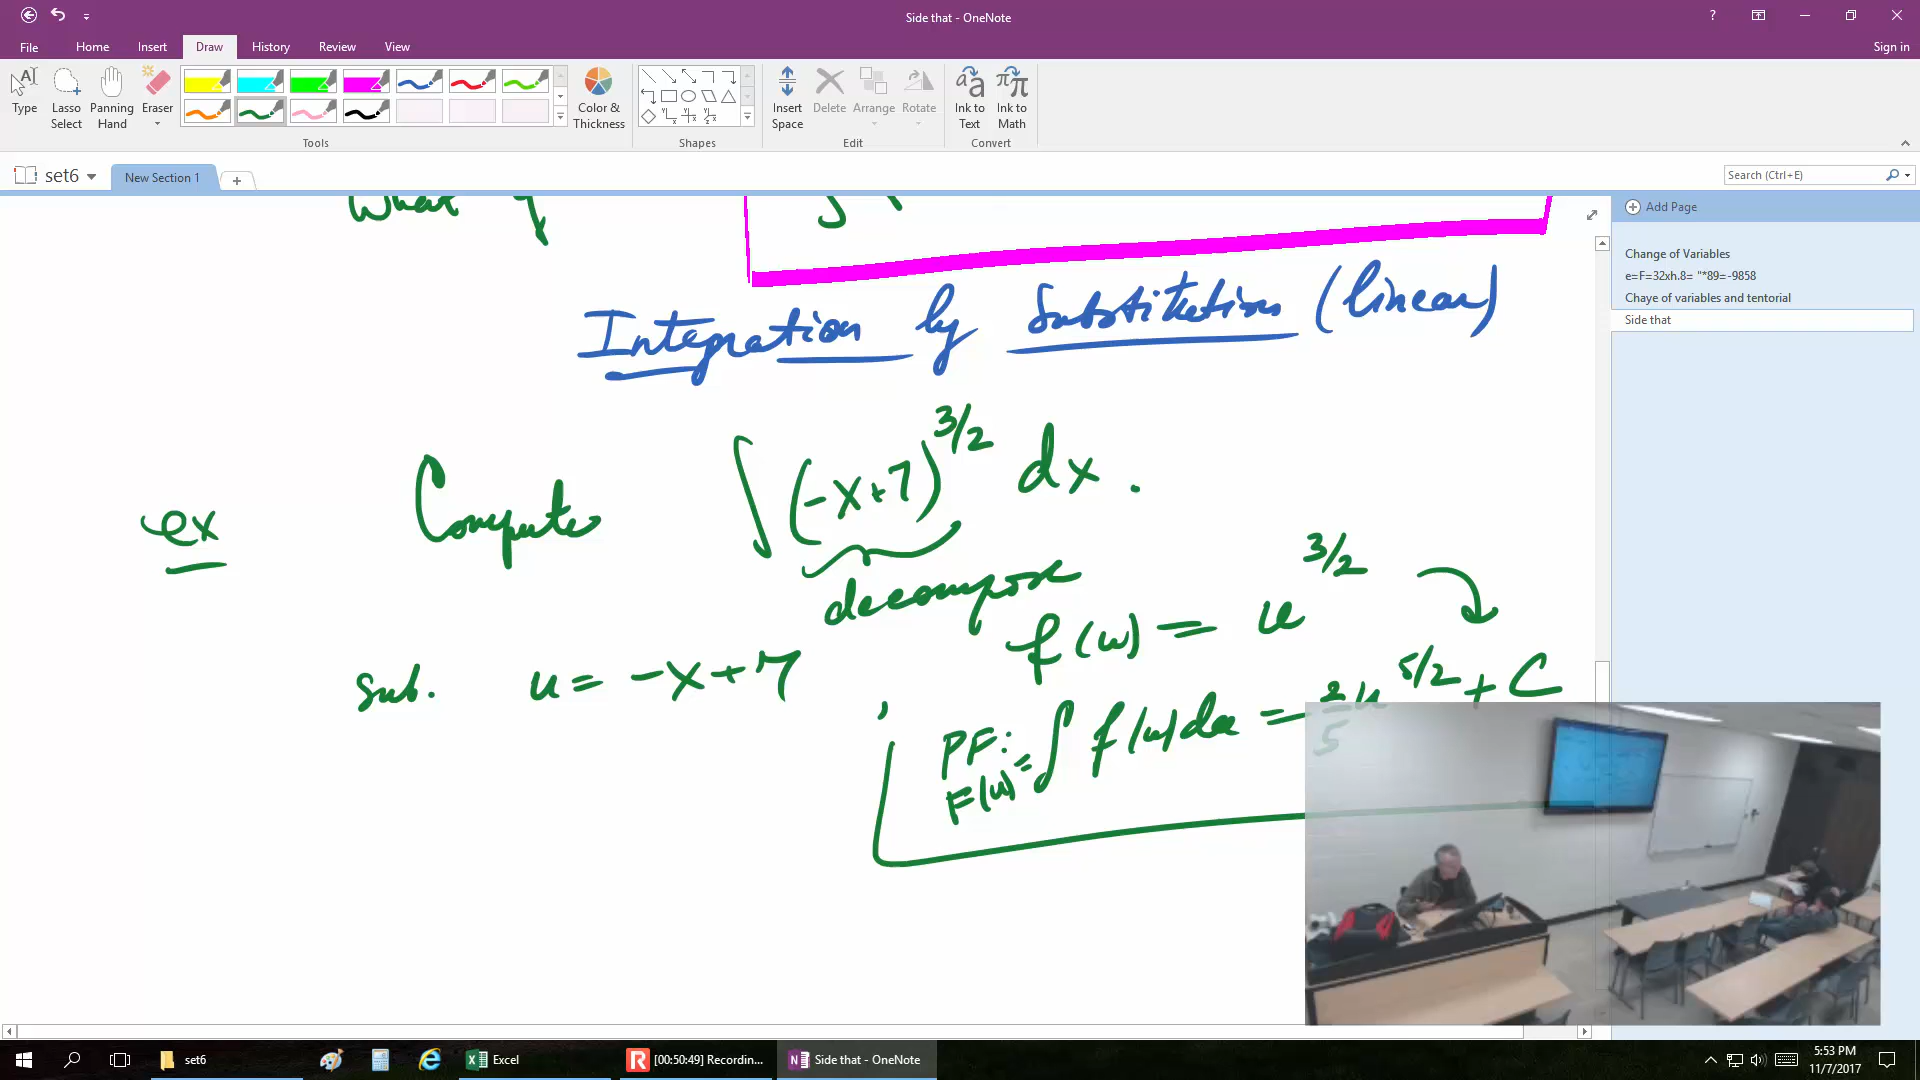 Side that - OneNote
File Home Insert Draw History Review View
Sign in
Type
Lasso Select
Panning Hand
Eraser
Color & Thickness
Insert Space
Delete
Arrange
Rotate
Ink to Text
Ink to Math
Tools
Shapes
Edit
Convert
set6
New Section 1
Search (Ctrl+E)
Add Page
Change of Variables
e=F=32xh.8= "*89=-9858
Chaye of variables and tentorial
Side that
What
Integration by Substitution (linear)
ex Compute ∫ (-x+7)^3/2 dx .
decompose
f(u) = u^3/2
sub. u = -x+7
PF: ∫ f(u) du = 2/5 u^5/2 + C
F(u) =
set6
Excel
[00:50:49] Recordin...
Side that - OneNote
5:53 PM
11/7/2017